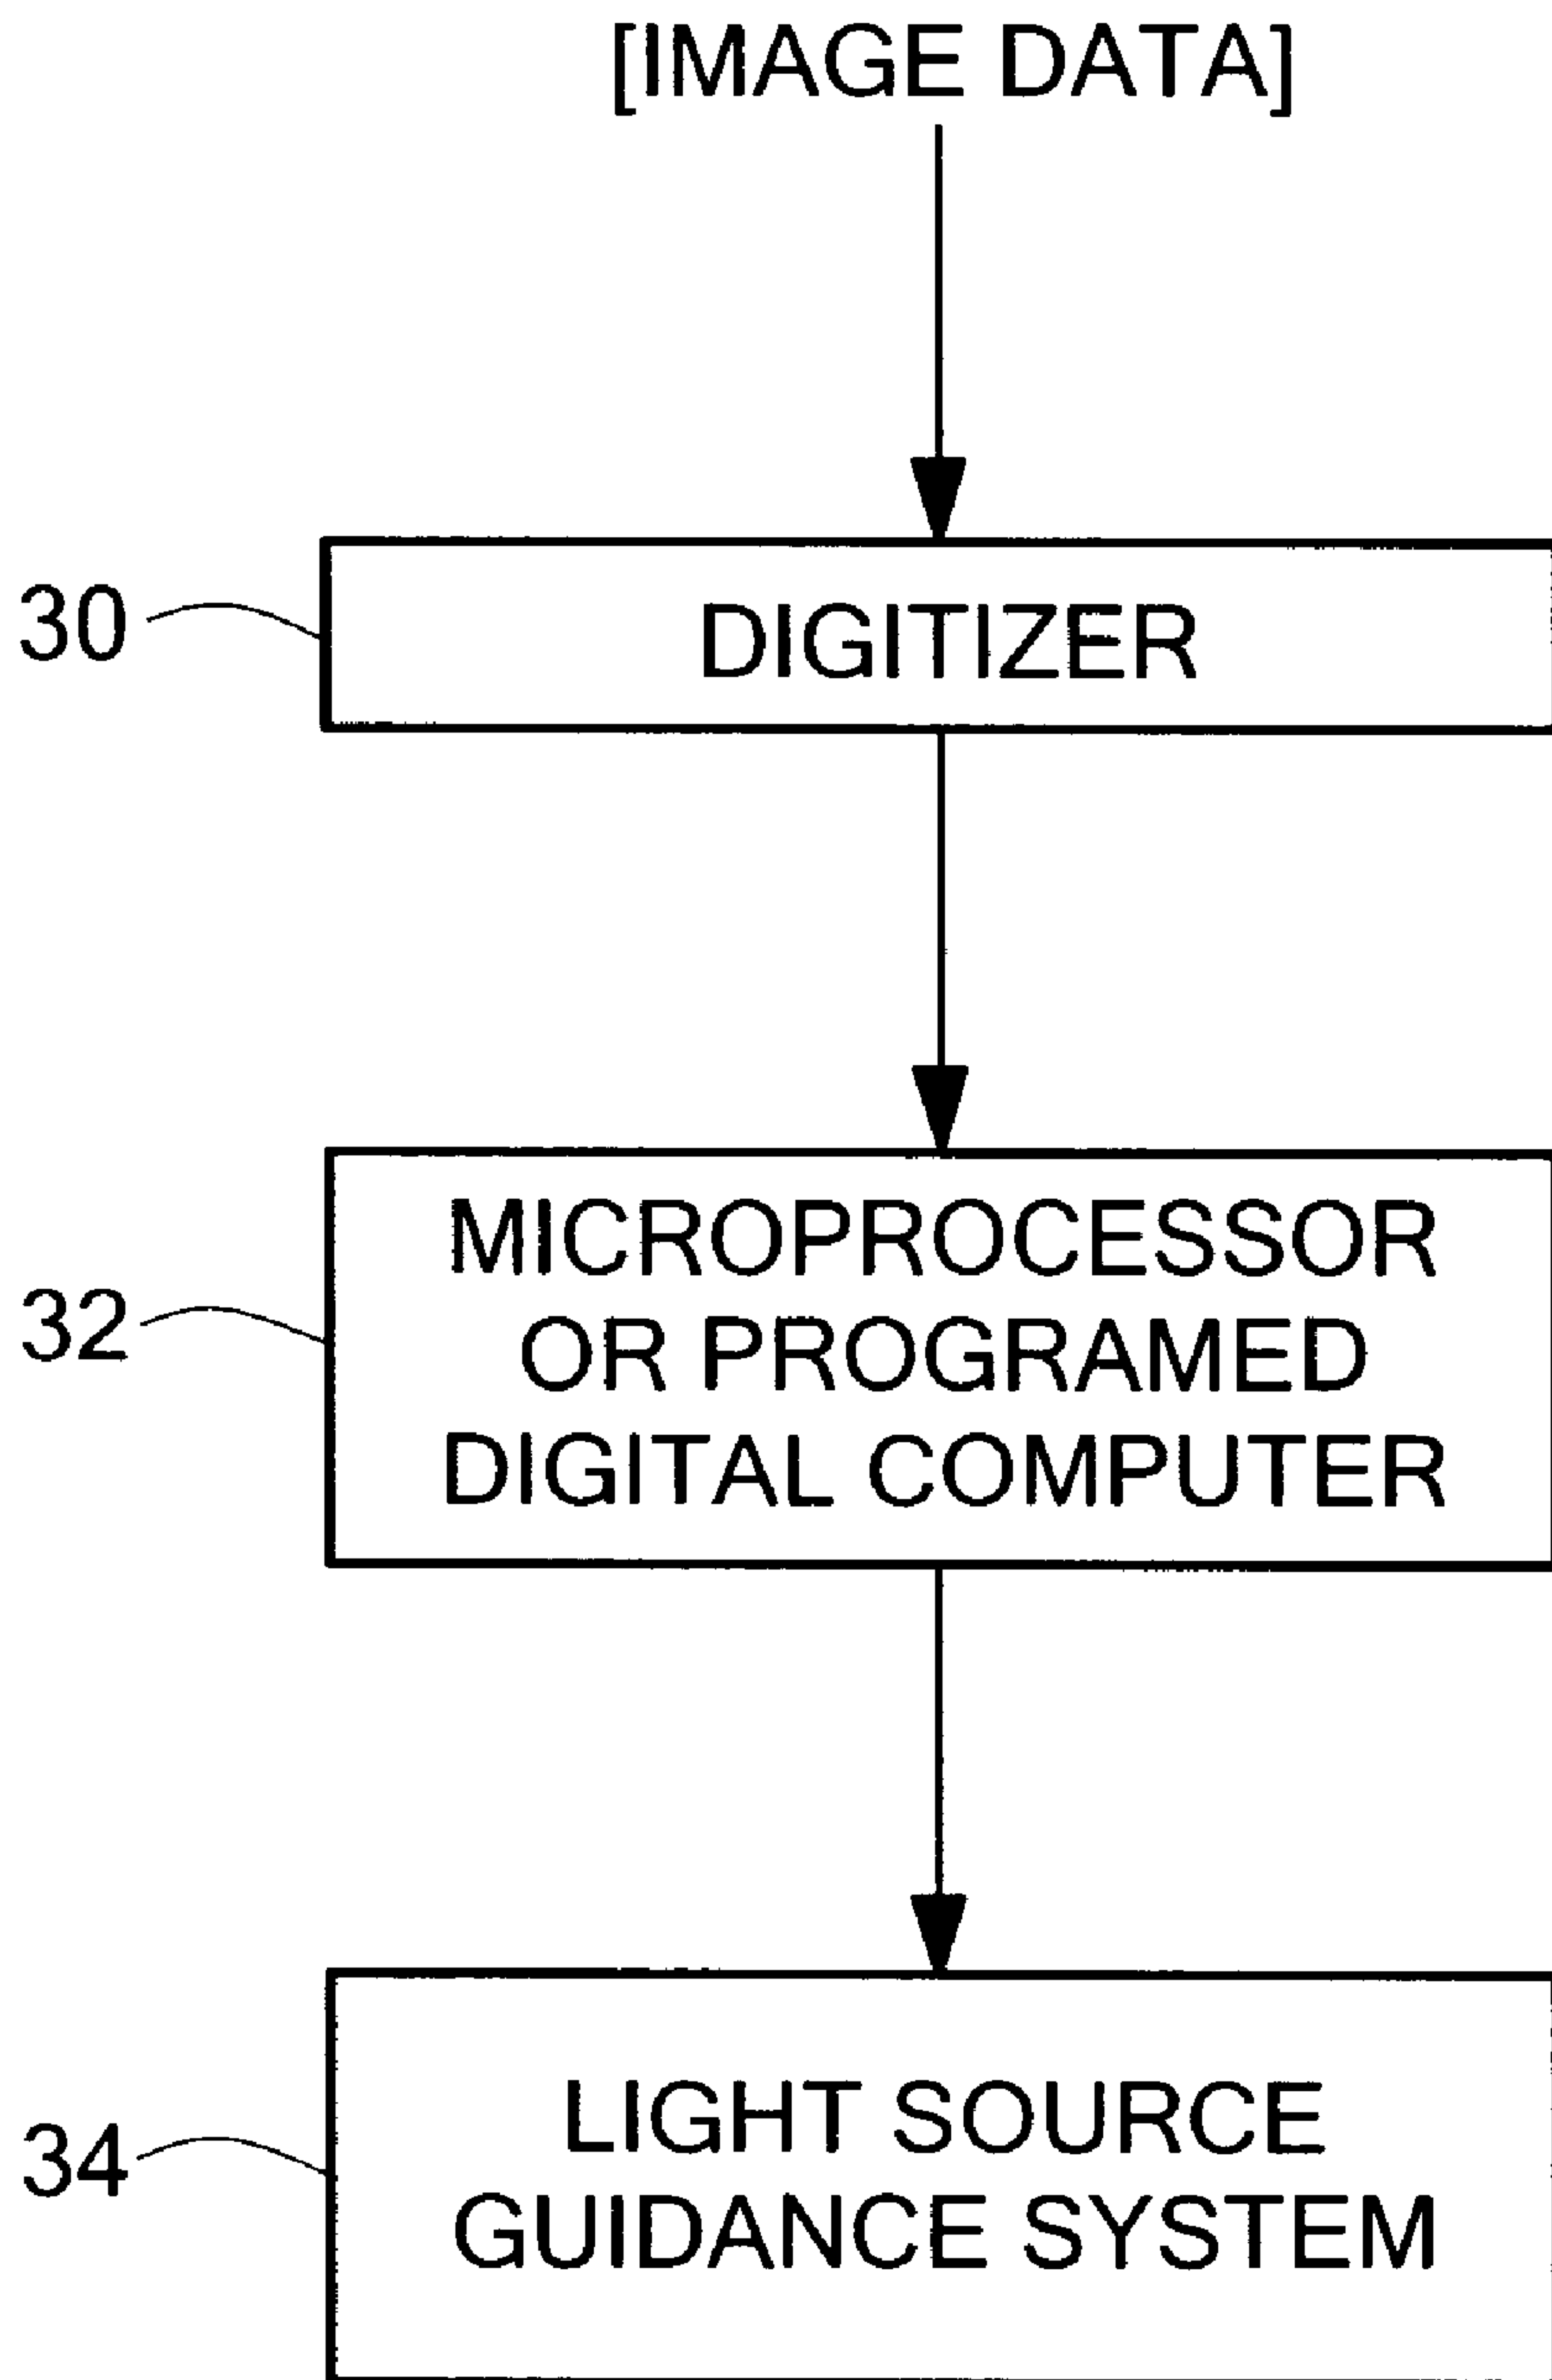 [IMAGE DATA]
30
DIGITIZER
MICROPROCESSOR
32
OR PROGRAMED
DIGITAL COMPUTER
LIGHT SOURCE
34
GUIDANCE SYSTEM